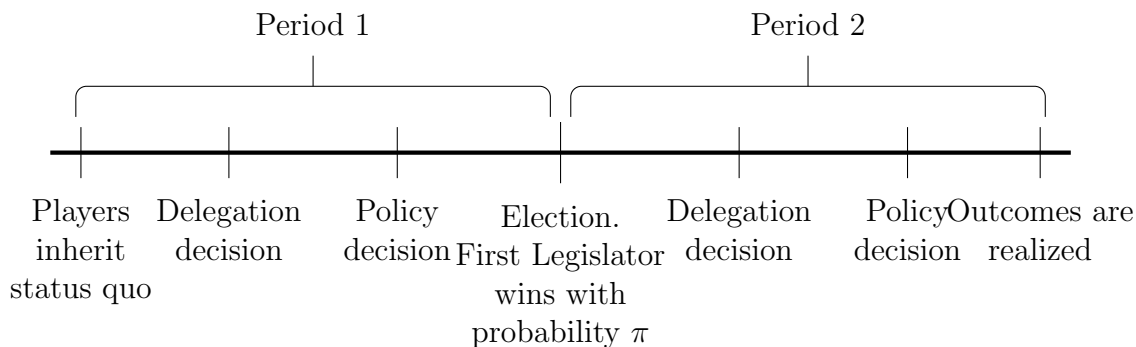 Period 1
Period 2
Players
inherit
status quo
Delegation
decision
Policy
decision
Election.
First Legislator
wins with
probability π
Delegation
decision
Policy
decision
Outcomes are
realized